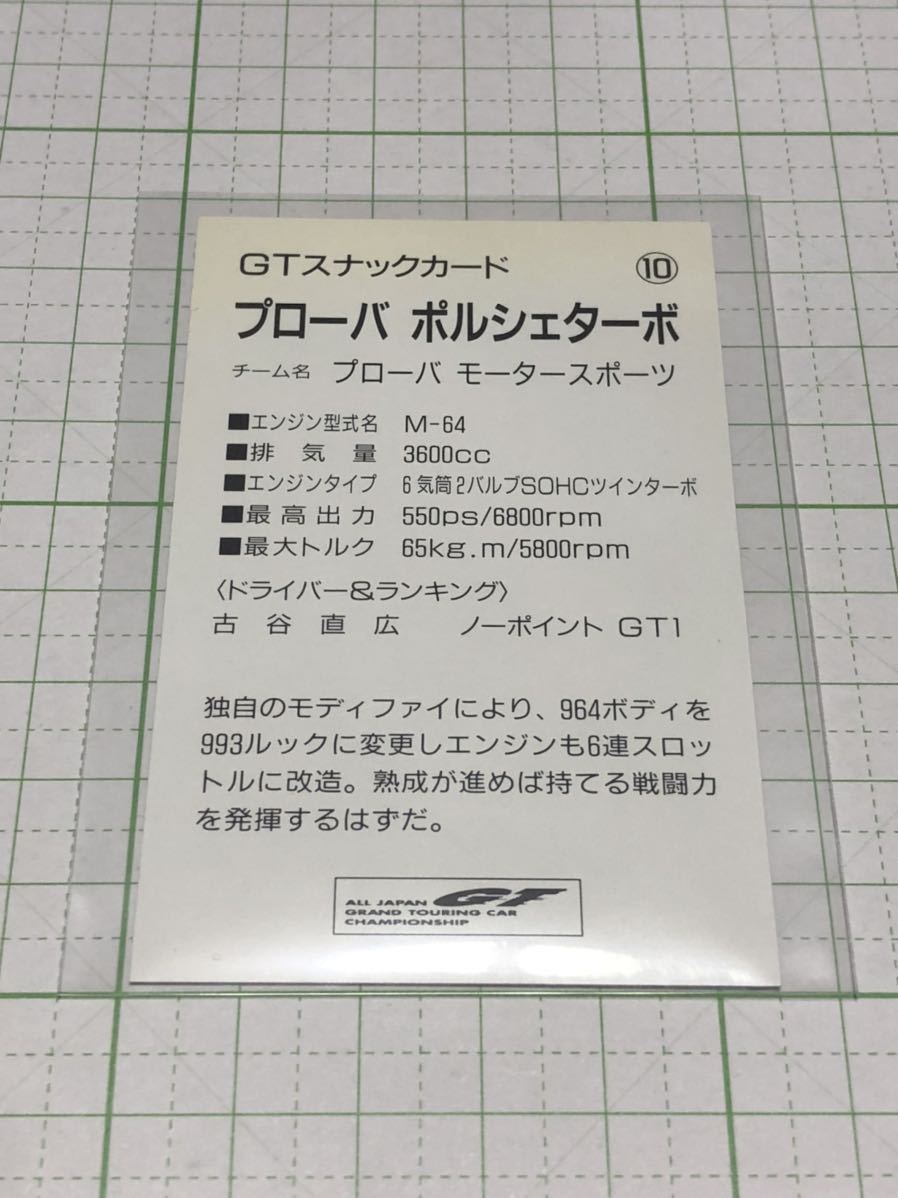 GTスナックカード ⑩
プローバ ポルシェターボ
チーム名 プローバ モータースポーツ
■エンジン型式名 M-64
■排気量 3600cc
■エンジンタイプ 6気筒2バルブSOHCツインターボ
■最高出力 550ps/6800rpm
■最大トルク 65kg.m/5800rpm
〈ドライバー&ランキング〉
古谷直広 ノーポイント GT1
独自のモディファイにより、964ボディを
993ルックに変更しエンジンも6連スロッ
トルに改造。熟成が進めば持てる戦闘力
を発揮するはずだ。
ALL JAPAN GT
GRAND TOURING CAR
CHAMPIONSHIP